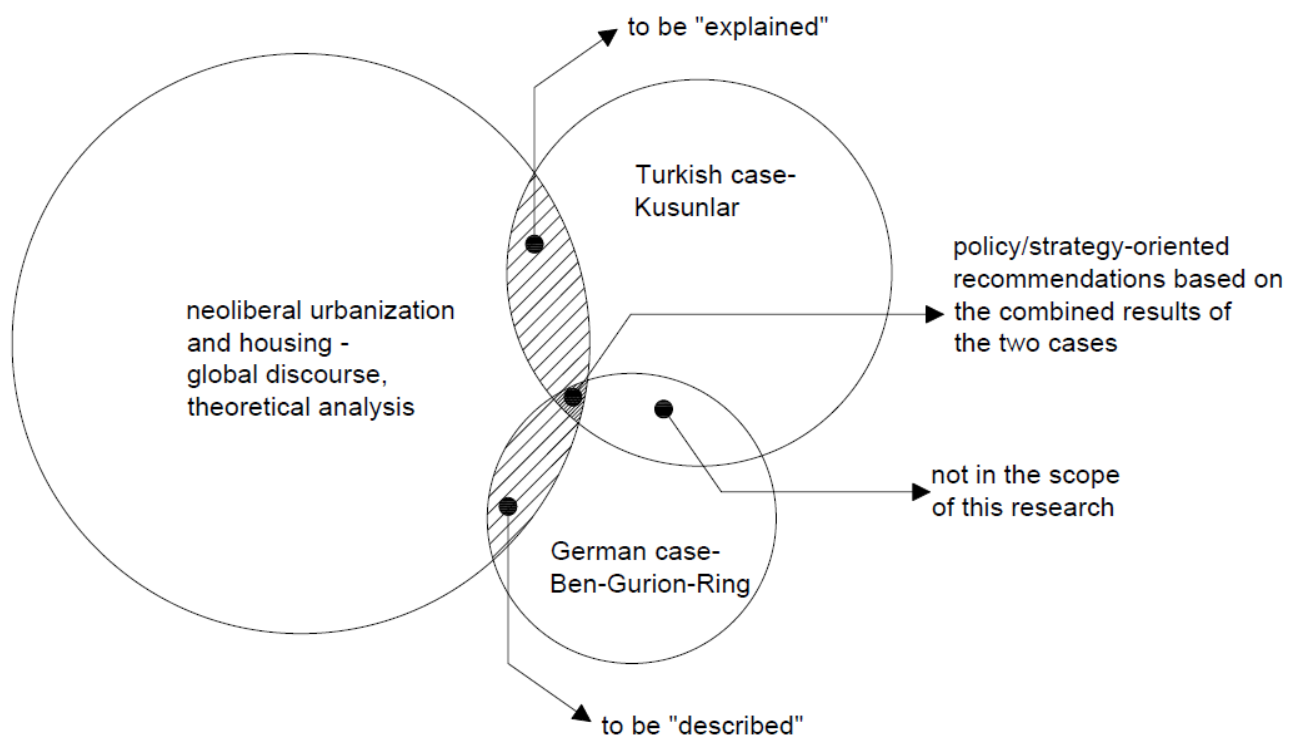 to be "explained"
Turkish case-
Kusunlar
policy/strategy-oriented
recommendations based on
the combined results of
the two cases
neoliberal urbanization
and housing -
global discourse,
theoretical analysis
not in the scope
of this research
German case-
Ben-Gurion-Ring
to be "described"